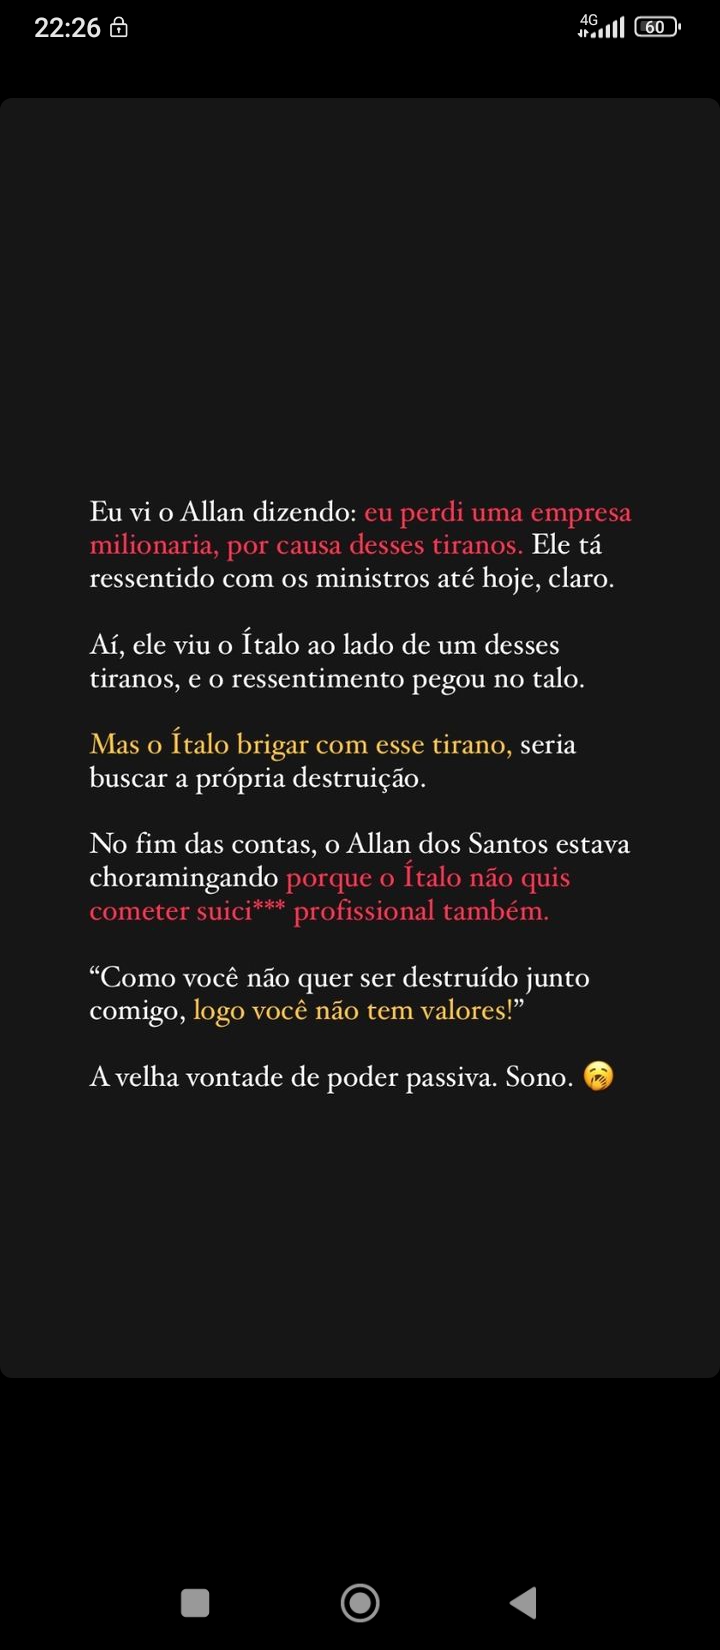 22:26
4G
60
Eu vi o Allan dizendo: eu perdi uma empresa
milionaria, por causa desses tiranos. Ele tá
ressentido com os ministros até hoje, claro.
Aí, ele viu o Ítalo ao lado de um desses
tiranos, e o ressentimento pegou no talo.
Mas o Ítalo brigar com esse tirano, seria
buscar a própria destruição.
No fim das contas, o Allan dos Santos estava
choramingando porque o Ítalo não quis
cometer suici*** profissional também.
“Como você não quer ser destruído junto
comigo, logo você não tem valores!”
A velha vontade de poder passiva. Sono. 🥱